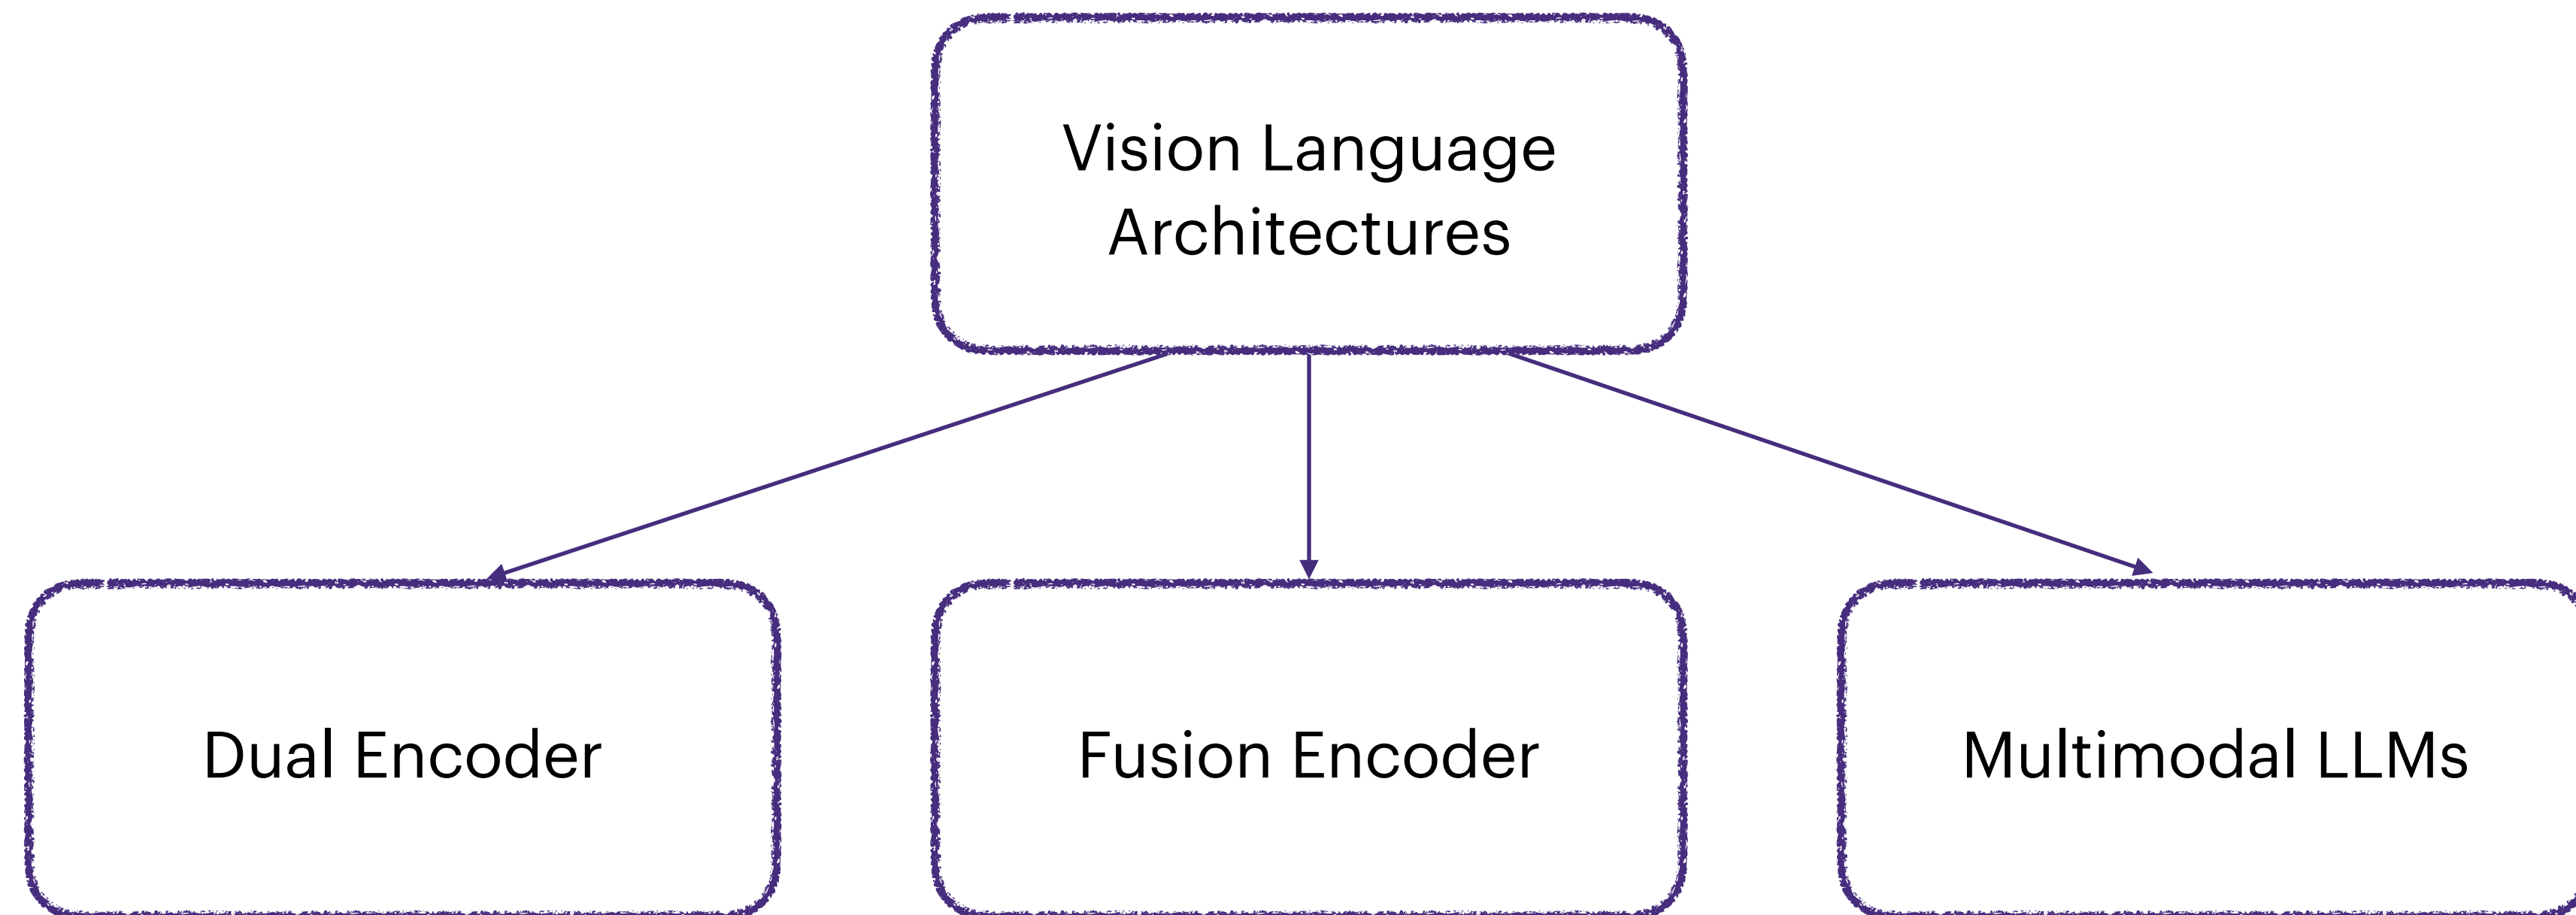 Vision Language
Architectures
Dual Encoder
Fusion Encoder
Multimodal LLMs